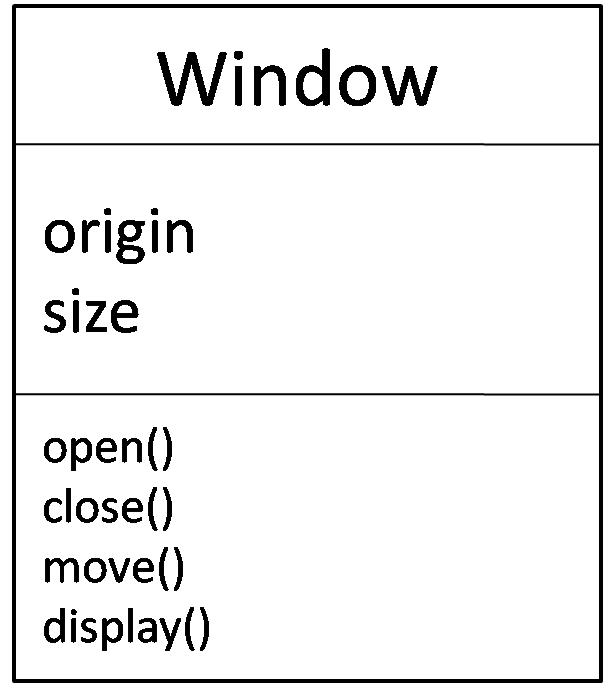 Window
origin
size
open()
close()
move()
display()